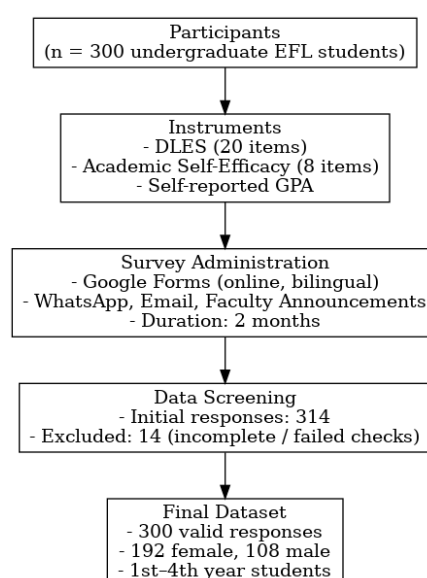 Participants
(n = 300 undergraduate EFL students)
Instruments
- DLES (20 items)
- Academic Self-Efficacy (8 items)
- Self-reported GPA
Survey Administration
- Google Forms (online, bilingual)
- WhatsApp, Email, Faculty Announcements
- Duration: 2 months
Data Screening
- Initial responses: 314
- Excluded: 14 (incomplete / failed checks)
Final Dataset
- 300 valid responses
- 192 female, 108 male
- 1st–4th year students